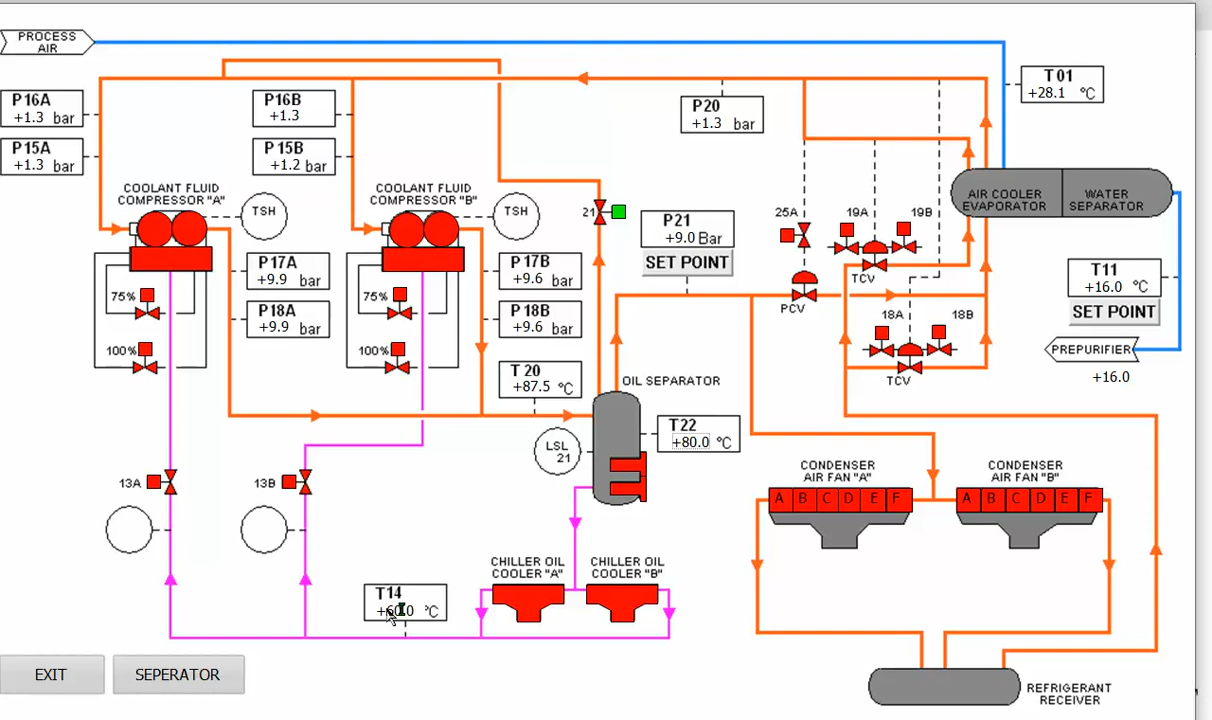 PROCESS
AIR
P16A
+1.3 bar
P15A
+1.3 bar
P16B
+1.3
P15B
+1.2 bar
P20
+1.3 bar
T01
+28.1 °C
COOLANT FLUID
COMPRESSOR "A"
TSH
COOLANT FLUID
COMPRESSOR "B"
TSH
21
P21
+9.0 Bar
SET POINT
25A
19A
19B
AIR COOLER
EVAPORATOR
WATER
SEPARATOR
P17A
+9.9 bar
P18A
+9.9 bar
P17B
+9.6 bar
P18B
+9.6 bar
75%
100%
75%
100%
TCV
PCV
18A
18B
TCV
T11
+16.0 °C
SET POINT
PREPURIFIER
+16.0
T 20
+87.5 °C
OIL SEPARATOR
LSL
21
T22
+80.0 °C
CONDENSER
AIR FAN "A"
A B C D E F
CONDENSER
AIR FAN "B"
A B C D E F
13A
13B
CHILLER OIL
COOLER "A"
CHILLER OIL
COOLER "B"
T14
°C
EXIT
SEPERATOR
REFRIGERANT
RECEIVER